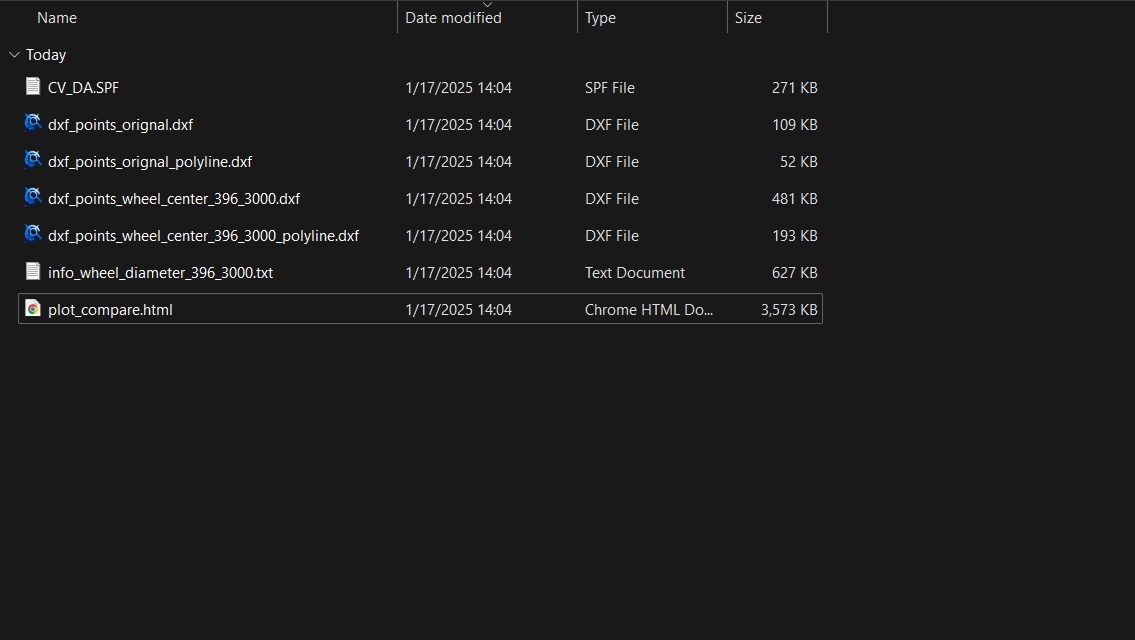 Name Date modified Type Size
Today
CV_DA.SPF 1/17/2025 14:04 SPF File 271 KB
dxf_points_orignal.dxf 1/17/2025 14:04 DXF File 109 KB
dxf_points_orignal_polyline.dxf 1/17/2025 14:04 DXF File 52 KB
dxf_points_wheel_center_396_3000.dxf 1/17/2025 14:04 DXF File 481 KB
dxf_points_wheel_center_396_3000_polyline.dxf 1/17/2025 14:04 DXF File 193 KB
info_wheel_diameter_396_3000.txt 1/17/2025 14:04 Text Document 627 KB
plot_compare.html 1/17/2025 14:04 Chrome HTML Do... 3,573 KB